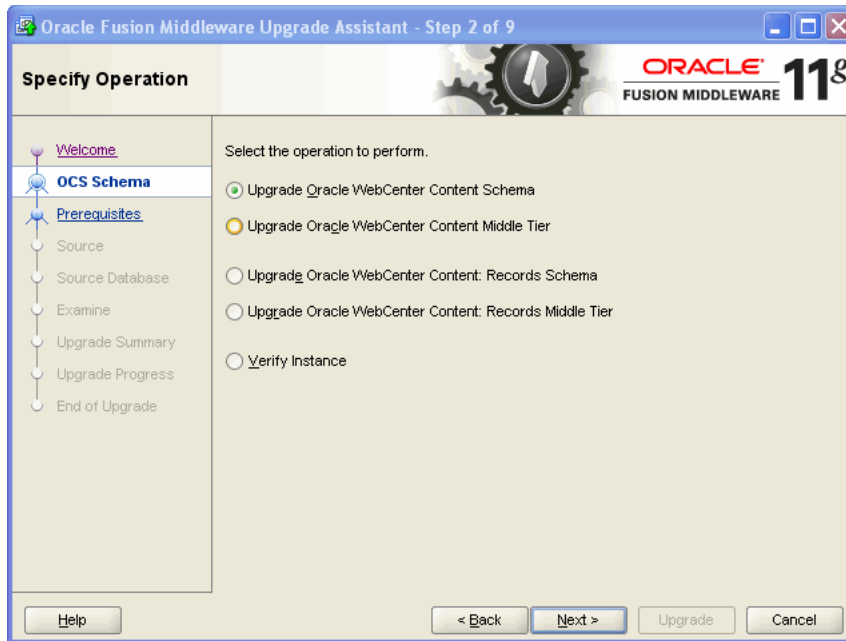 Oracle Fusion Middleware Upgrade Assistant - Step 2 of 9
Specify Operation
ORACLE
FUSION MIDDLEWARE 11g
Welcome
OCS Schema
Prerequisites
Source
Source Database
Examine
Upgrade Summary
Upgrade Progress
End of Upgrade
Select the operation to perform.
Upgrade Oracle WebCenter Content Schema
Upgrade Oracle WebCenter Content Middle Tier
Upgrade Oracle WebCenter Content: Records Schema
Upgrade Oracle WebCenter Content: Records Middle Tier
Verify Instance
Help
< Back
Next >
Upgrade
Cancel